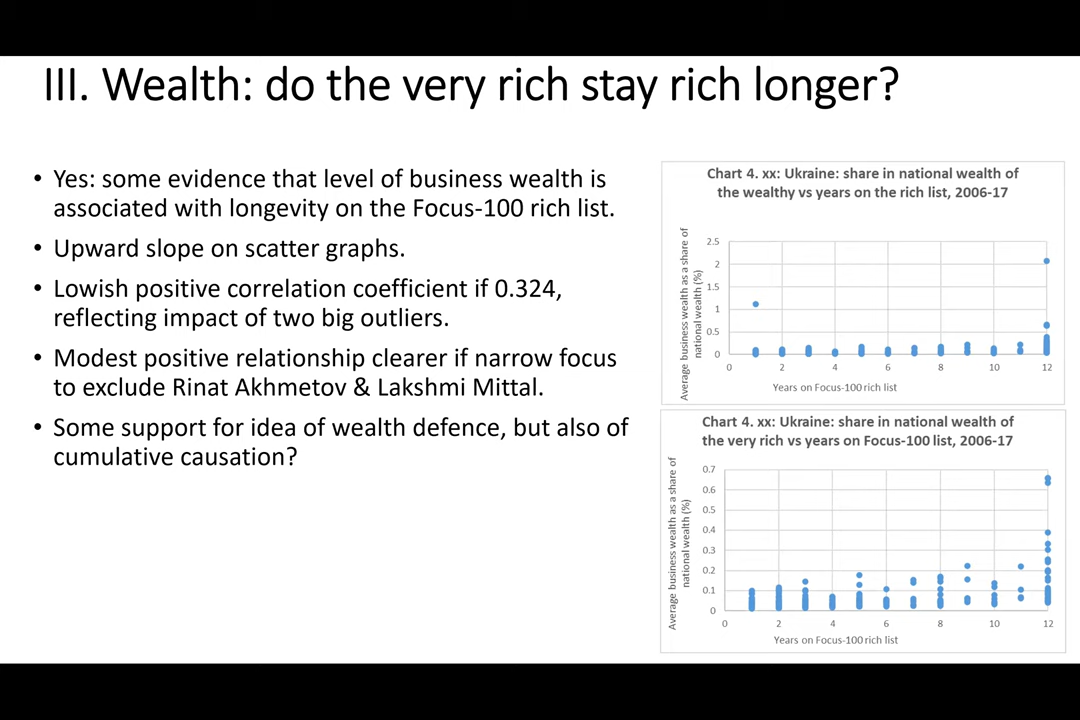 III. Wealth: do the very rich stay rich longer?
• Yes: some evidence that level of business wealth is
associated with longevity on the Focus-100 rich list.
• Upward slope on scatter graphs.
• Lowish positive correlation coefficient if 0.324,
reflecting impact of two big outliers.
• Modest positive relationship clearer if narrow focus
to exclude Rinat Akhmetov & Lakshmi Mittal.
• Some support for idea of wealth defence, but also of
cumulative causation?
Chart 4. xx: Ukraine: share in national wealth of
the wealthy vs years on the rich list, 2006-17
Average business wealth as a share of
national wealth (%)
2.5
2
1.5
1
0.5
0
0 2 4 6 8 10 12
Years on Focus-100 rich list
Chart 4. xx: Ukraine: share in national wealth of
the very rich vs years on Focus-100 list, 2006-17
Average business wealth as a share of
national wealth (%)
0.7
0.6
0.5
0.4
0.3
0.2
0.1
0
0 2 4 6 8 10 12
Years on Focus-100 rich list